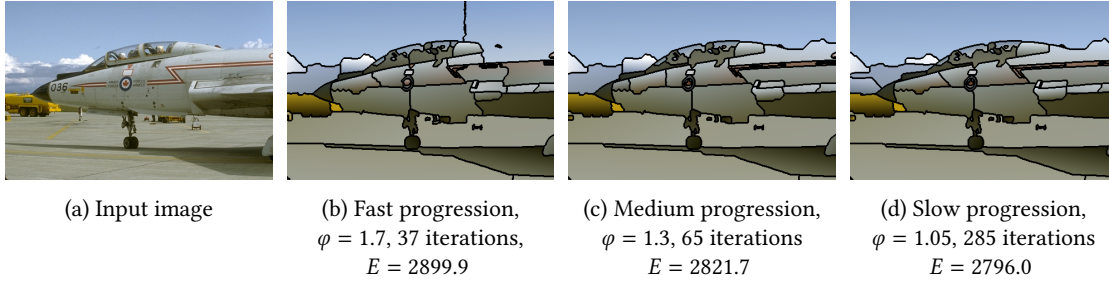 036
(a) Input image
(b) Fast progression,
φ = 1.7, 37 iterations,
E = 2899.9
(c) Medium progression,
φ = 1.3, 65 iterations
E = 2821.7
(d) Slow progression,
φ = 1.05, 285 iterations
E = 2796.0